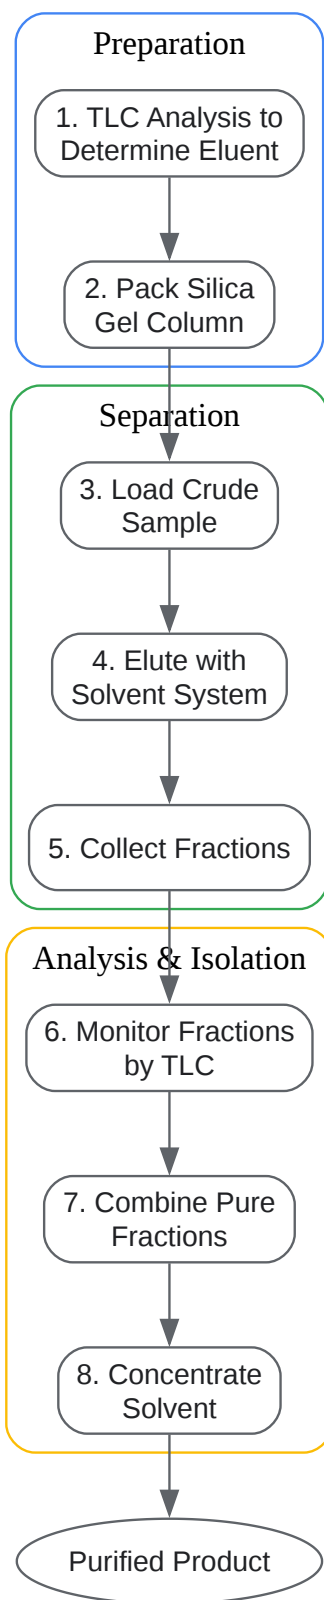 Preparation
1. TLC Analysis to
Determine Eluent
2. Pack Silica
Gel Column
Separation
3. Load Crude
Sample
4. Elute with
Solvent System
5. Collect Fractions
Analysis & Isolation
6. Monitor Fractions
by TLC
7. Combine Pure
Fractions
8. Concentrate
Solvent
Purified Product